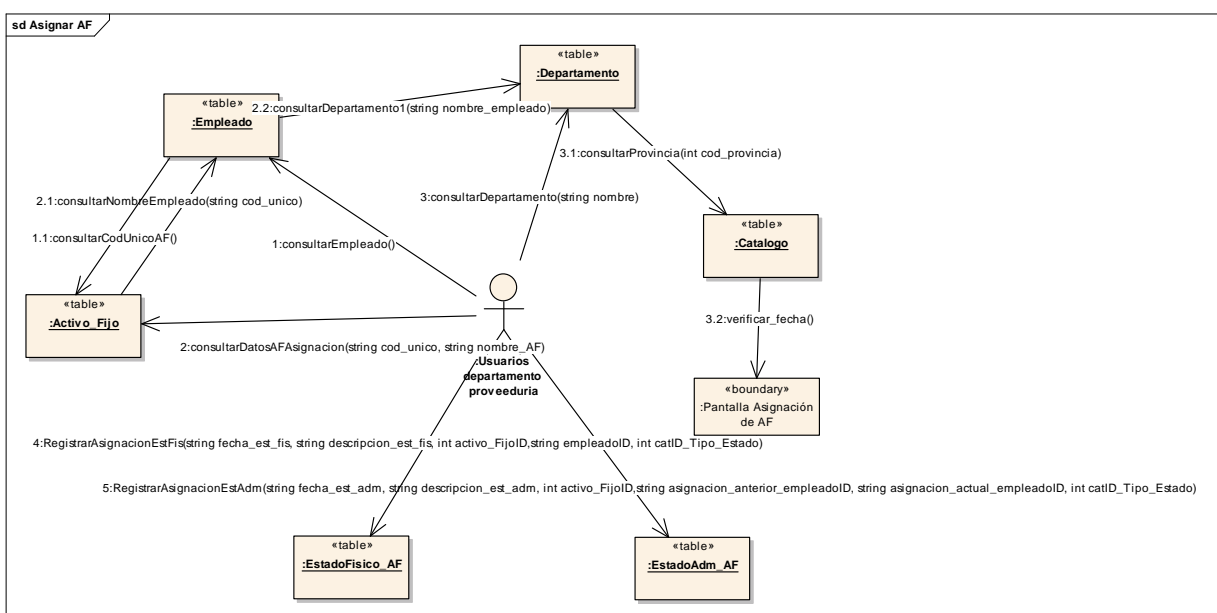 sd Asignar AF
«table»
:Departamento
«table»
:Empleado
2.2:consultarDepartamento1(string nombre_empleado)
3.1:consultarProvincia(int cod_provincia)
2.1:consultarNombreEmpleado(string cod_unico)
3:consultarDepartamento(string nombre)
1.1:consultarCodUnicoAF()
1:consultarEmpleado()
«table»
:Catalogo
«table»
:Activo_Fijo
3.2:verificar_fecha()
2:consultarDatosAFAsignacion(string cod_unico, string nombre_AF)
:Usuarios
departamento
proveeduria
«boundary»
:Pantalla Asignación
de AF
4:RegistrarAsignacionEstFis(string fecha_est_fis, string descripcion_est_fis, int activo_FijoID,string empleadoID, int catID_Tipo_Estado)
5:RegistrarAsignacionEstAdm(string fecha_est_adm, string descripcion_est_adm, int activo_FijoID,string asignacion_anterior_empleadoID, string asignacion_actual_empleadoID, int catID_Tipo_Estado)
«table»
:EstadoFisico_AF
«table»
:EstadoAdm_AF